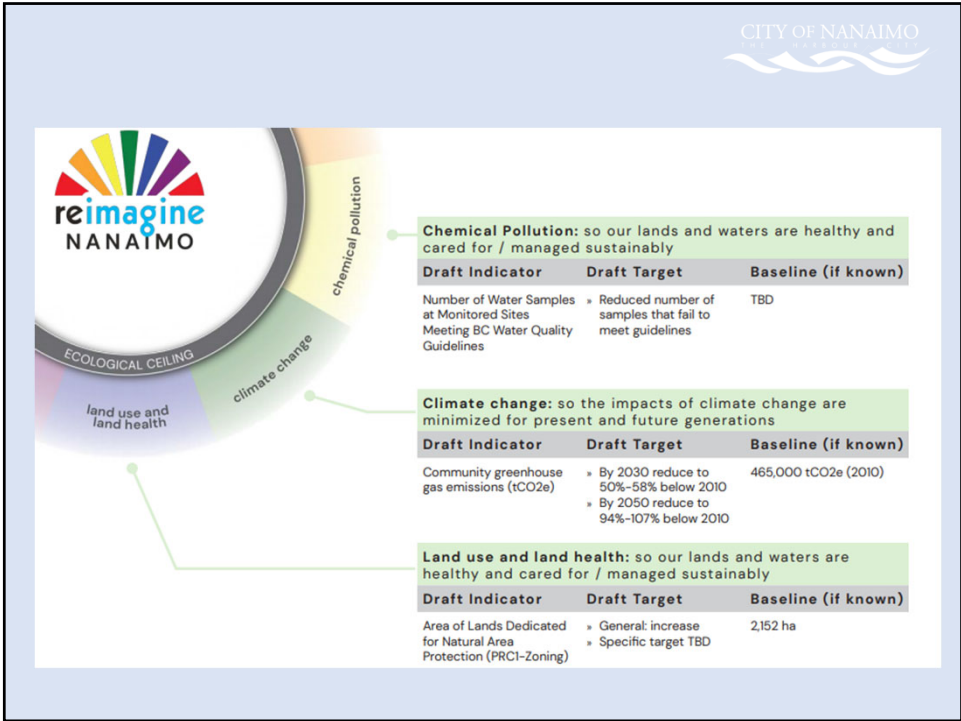 CITY OF NANAIMO
THE HARBOUR CITY
reimagine
NANAIMO
chemical pollution
climate change
ECOLOGICAL CEILING
land use and
land health
Chemical Pollution: so our lands and waters are healthy and
cared for / managed sustainably
Draft Indicator Draft Target Baseline (if known)
Number of Water Samples » Reduced number of TBD
at Monitored Sites samples that fail to
Meeting BC Water Quality meet guidelines
Guidelines
Climate change: so the impacts of climate change are
minimized for present and future generations
Draft Indicator Draft Target Baseline (if known)
Community greenhouse » By 2030 reduce to 465,000 tCO2e (2010)
gas emissions (tCO2e) 50%-58% below 2010
» By 2050 reduce to
94%-107% below 2010
Land use and land health: so our lands and waters are
healthy and cared for / managed sustainably
Draft Indicator Draft Target Baseline (if known)
Area of Lands Dedicated » General: increase 2,152 ha
for Natural Area » Specific target TBD
Protection (PRC1-Zoning)